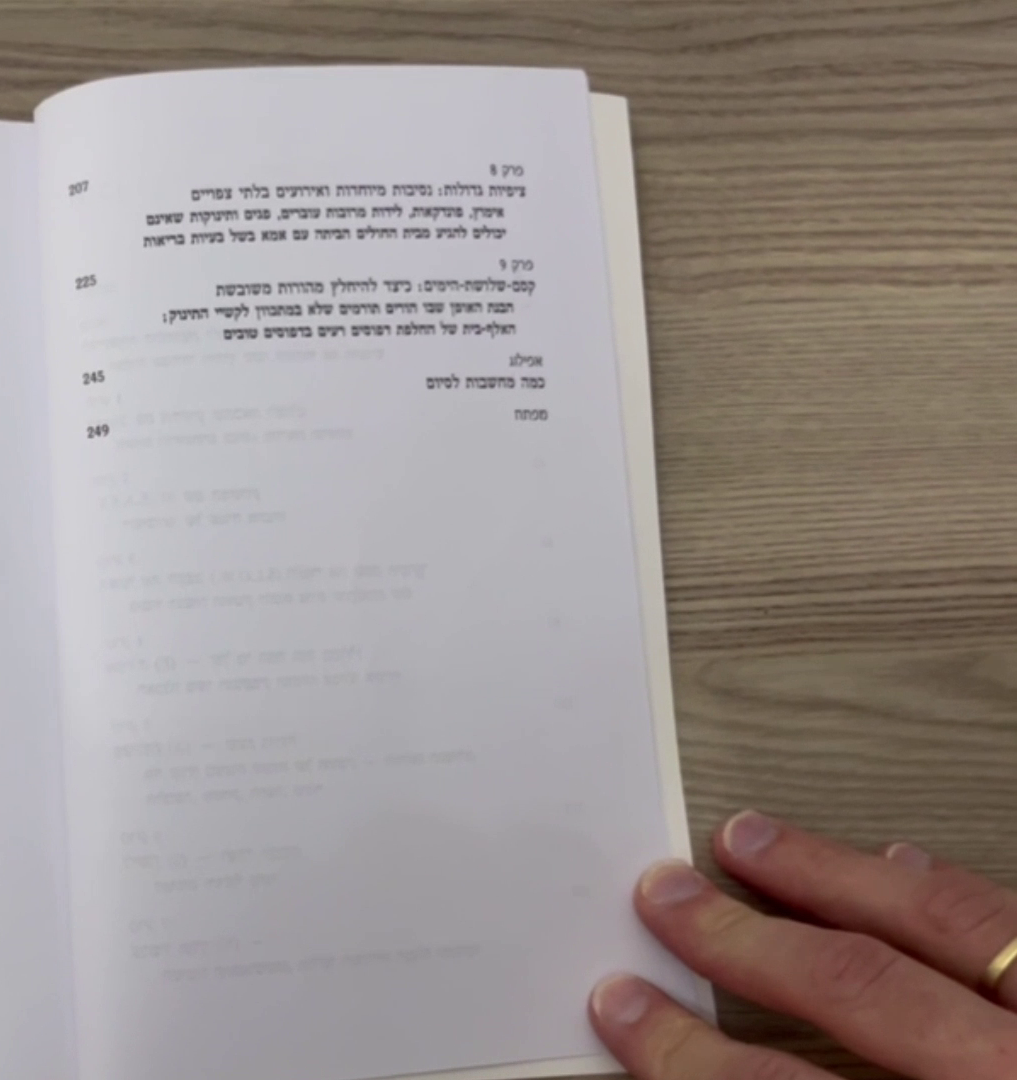 פרק 8
ציפיות גדולות: נסיבות מיוחדות ואירועים בלתי צפויים 207
אימוץ, פונדקאות, לידות מרובות עוברים, פגים ותינוקות שאינם
יכולים להגיע מבית החולים הביתה עם אמא בשל בעיות בריאות
פרק 9
קסם-שלושת-הימים: כיצד להיחלץ מהורות משובשת 225
הבנת האופן שבו הורים תורמים שלא במתכוון לקשיי התינוק;
האלף-בית של החלפת דפוסים רעים בדפוסים טובים
אפילוג
כמה מחשבות לסיום 245
מפתח 249